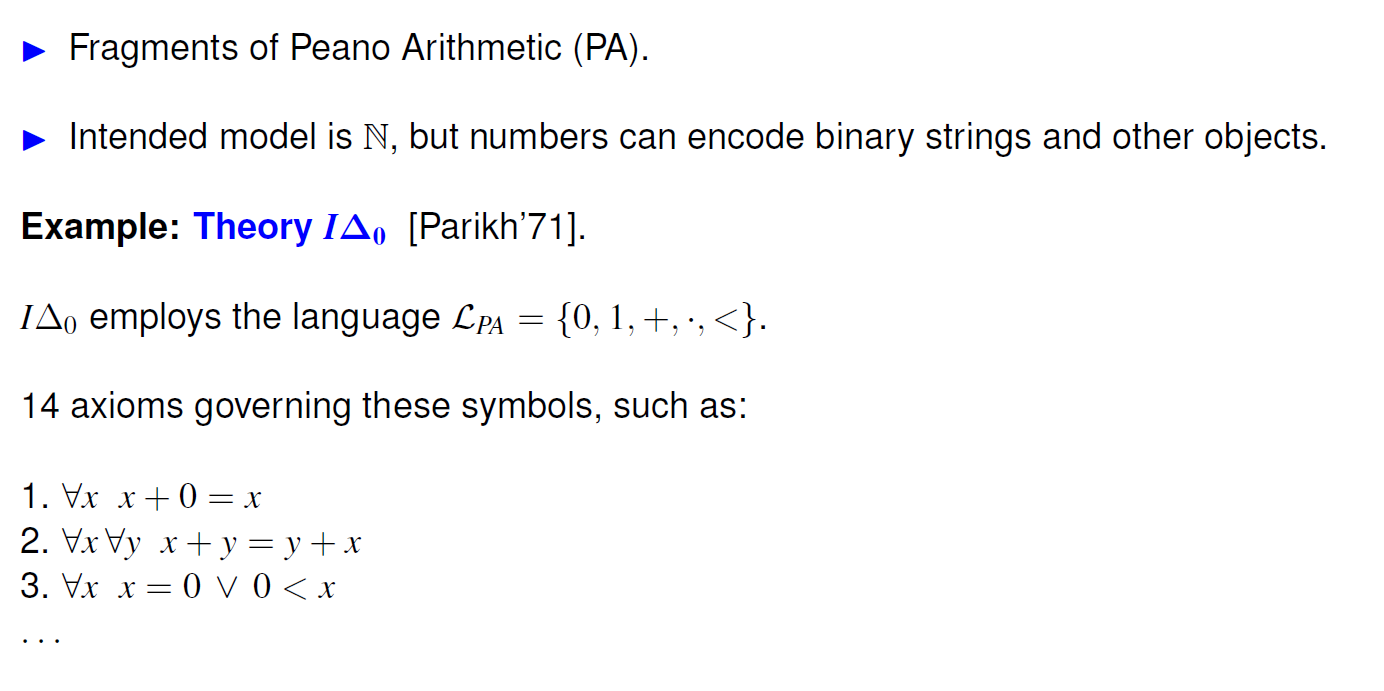 ▶ Fragments of Peano Arithmetic (PA).
▶ Intended model is ℕ, but numbers can encode binary strings and other objects.
Example: Theory IΔ₀ [Parikh'71].
IΔ₀ employs the language ℒ_PA = {0, 1, +, ·, <}.
14 axioms governing these symbols, such as:
1. ∀x x + 0 = x
2. ∀x∀y x + y = y + x
3. ∀x x = 0 ∨ 0 < x
...